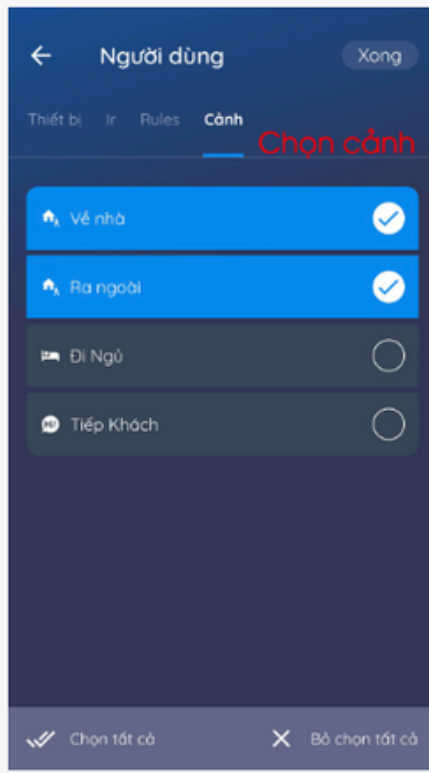 Người dùng
Xong
Thiết bị Ir Rules Cảnh
Chọn cảnh
Về nhà
Ra ngoài
Đi Ngủ
Tiếp Khách
Chọn tất cả
Bỏ chọn tất cả